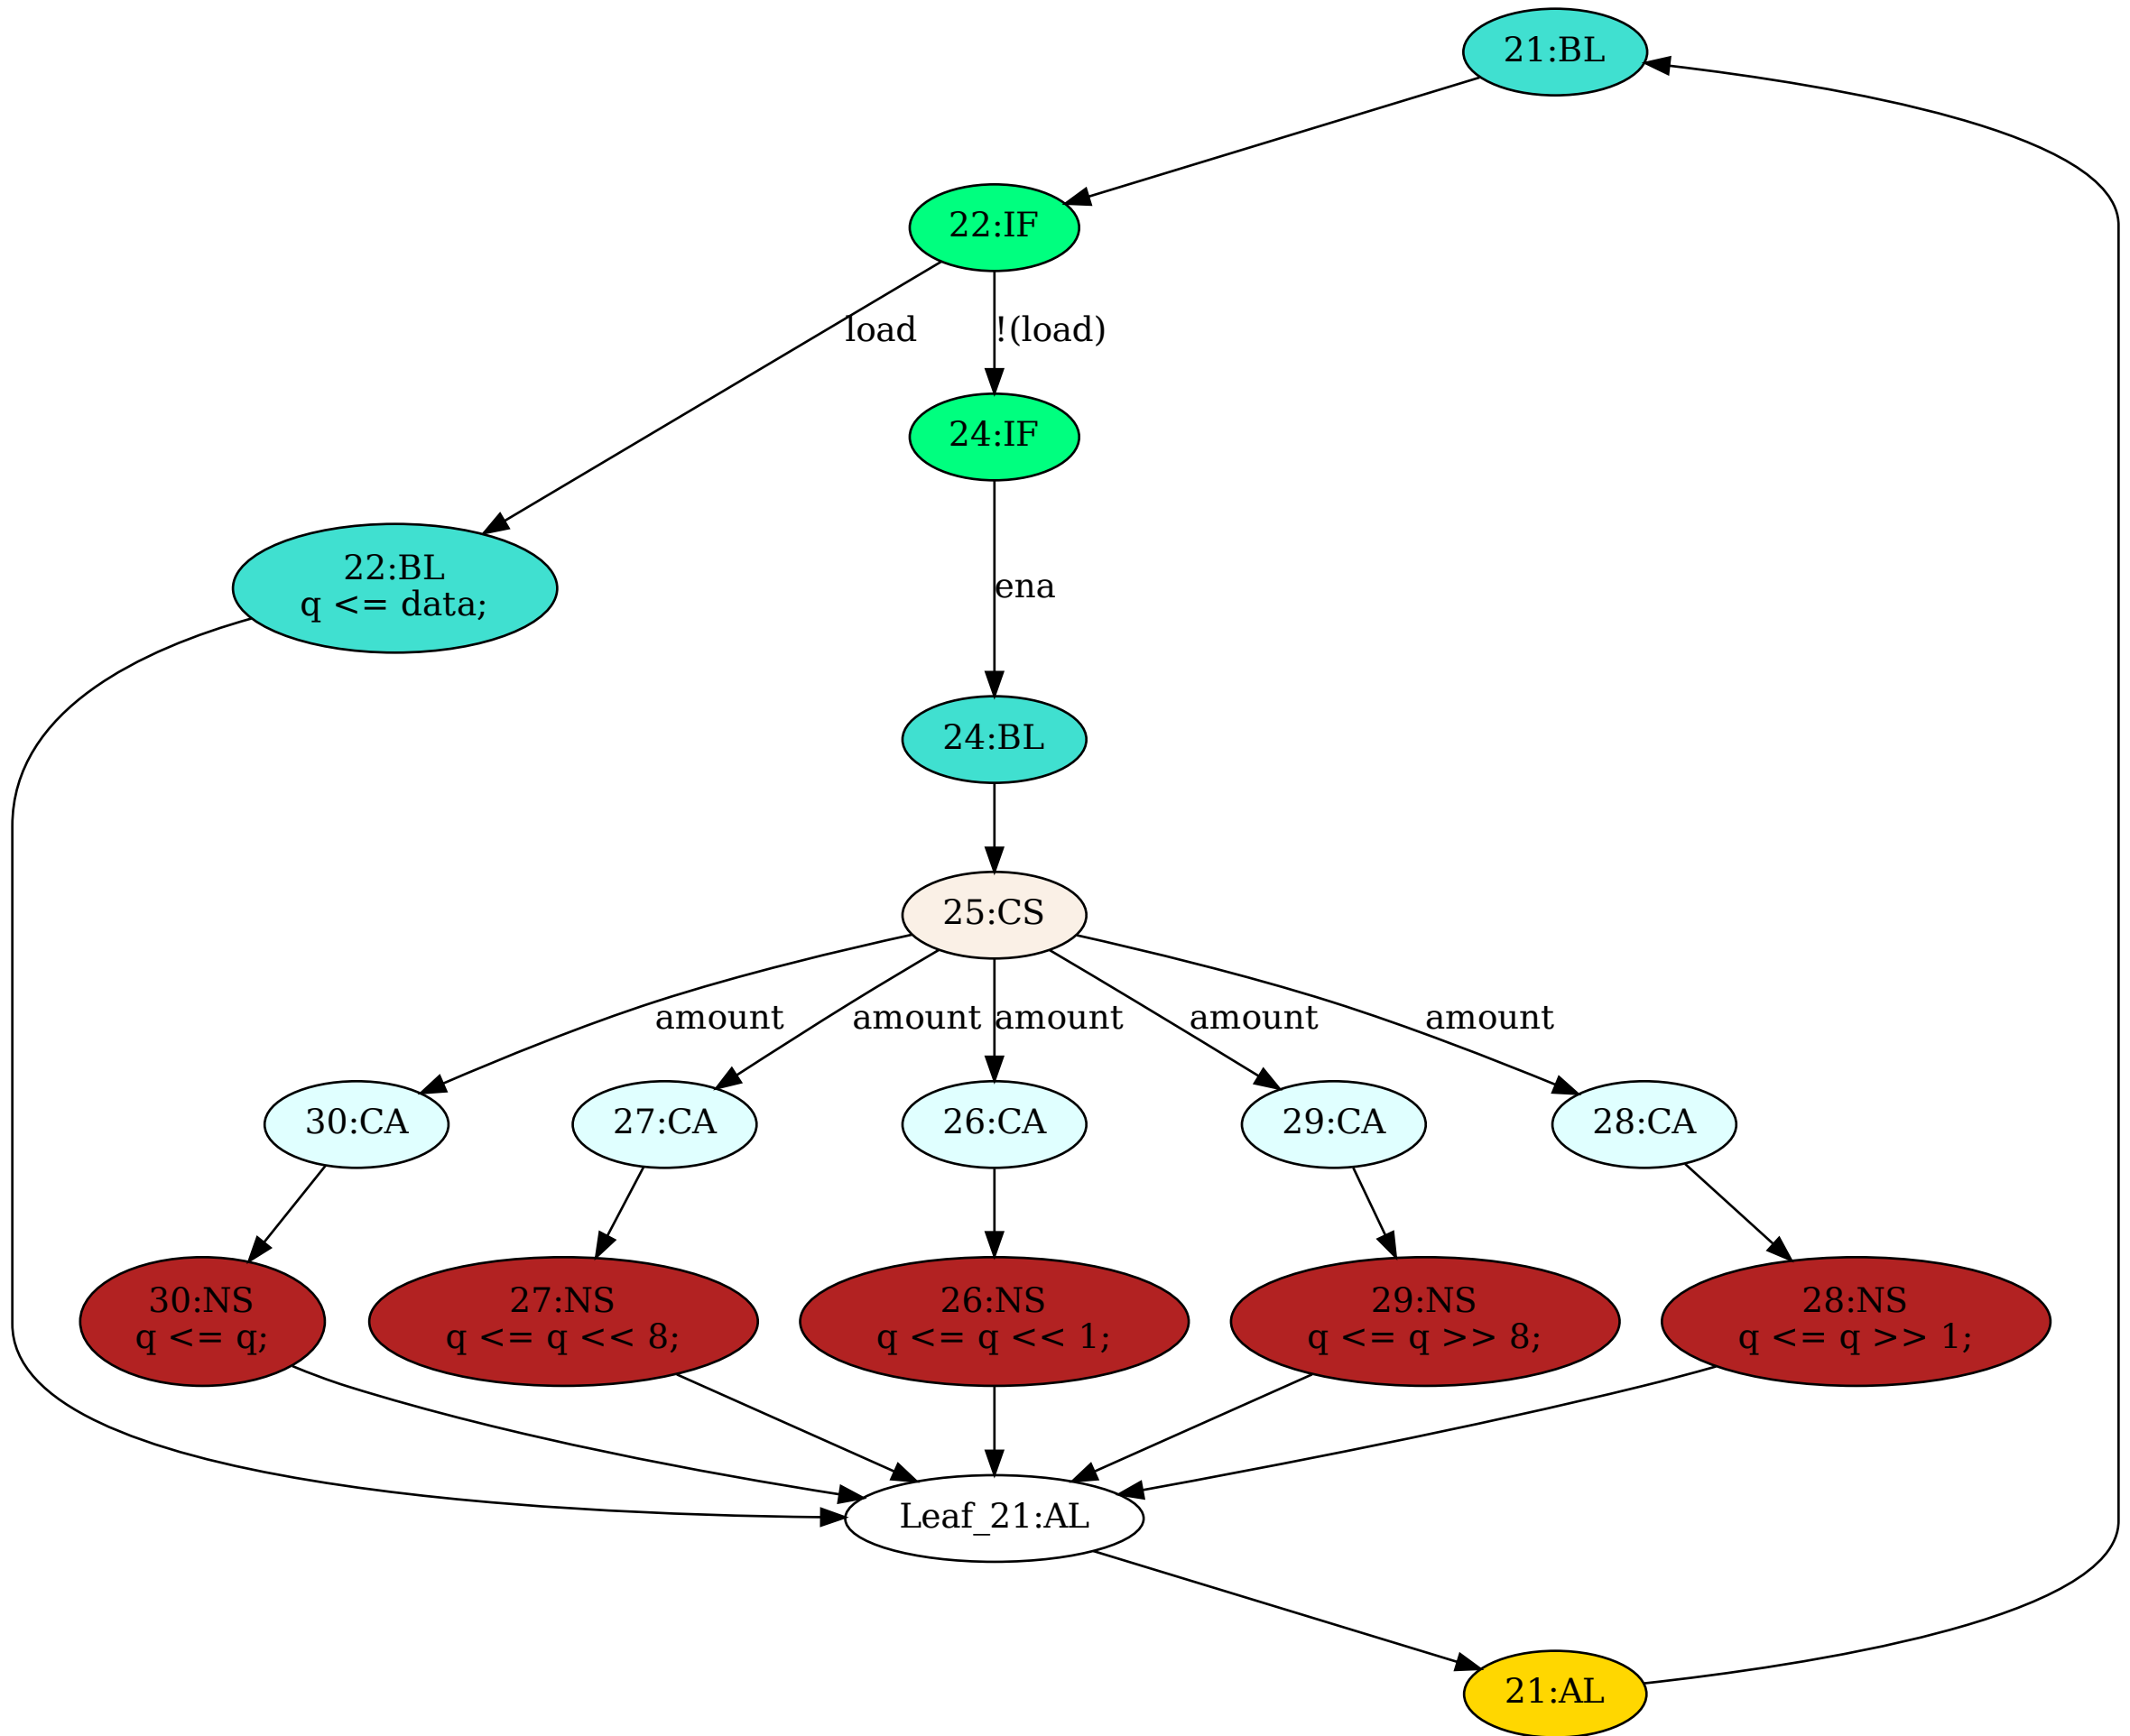 21:BL
22:IF
load
!(load)
24:IF
22:BL
q <= data;
ena
24:BL
25:CS
amount
amount
amount
amount
amount
30:CA
27:CA
26:CA
29:CA
28:CA
30:NS
q <= q;
27:NS
q <= q << 8;
26:NS
q <= q << 1;
29:NS
q <= q >> 8;
28:NS
q <= q >> 1;
Leaf_21:AL
21:AL